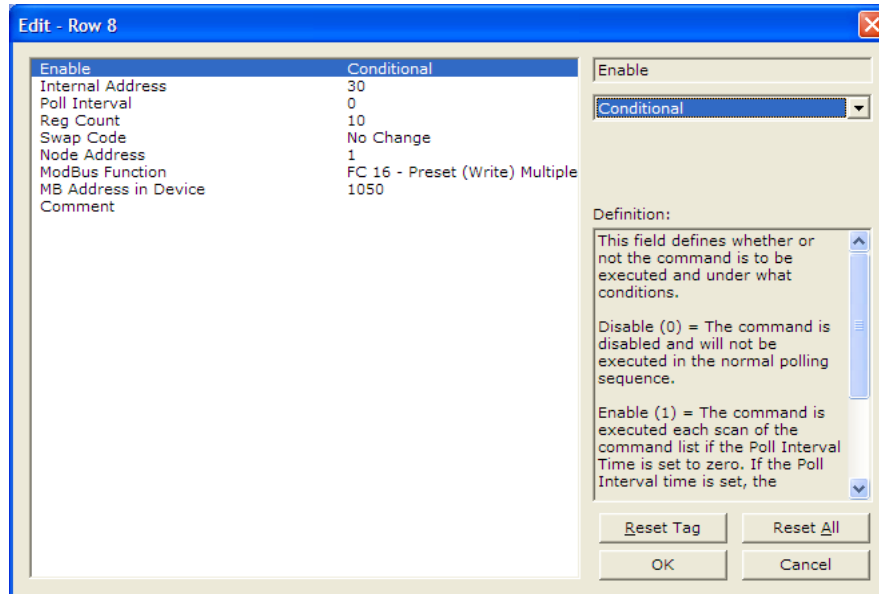 Edit - Row 8
Enable Conditional
Internal Address 30
Poll Interval 0
Reg Count 10
Swap Code No Change
Node Address 1
ModBus Function FC 16 - Preset (Write) Multiple
MB Address in Device 1050
Comment
Enable
Conditional
Definition:
This field defines whether or
not the command is to be
executed and under what
conditions.
Disable (0) = The command is
disabled and will not be
executed in the normal polling
sequence.
Enable (1) = The command is
executed each scan of the
command list if the Poll Interval
Time is set to zero. If the Poll
Interval time is set, the
Reset Tag Reset All
OK Cancel